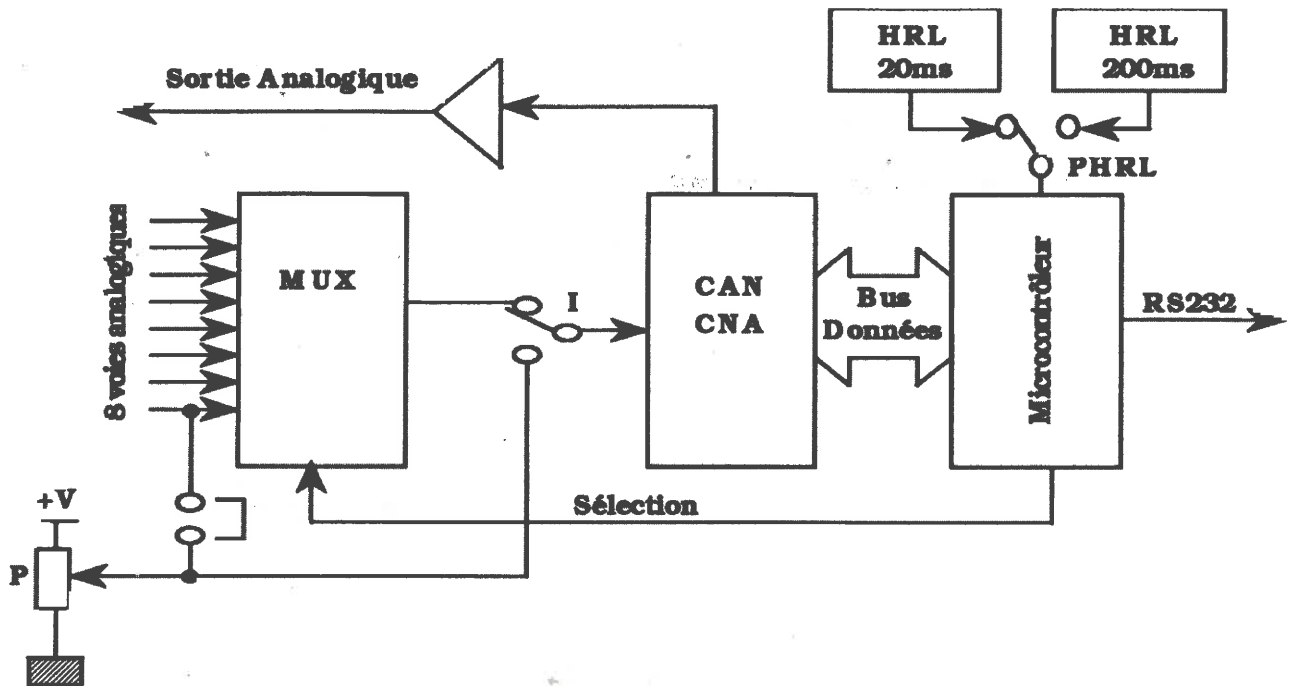 HRL
20ms
HRL
200ms
Sortie Analogique
PHRL
8 voies analogiques
MUX
I
CAN
CNA
Bus
Données
Microcontrôleur
RS232
Sélection
+V
P